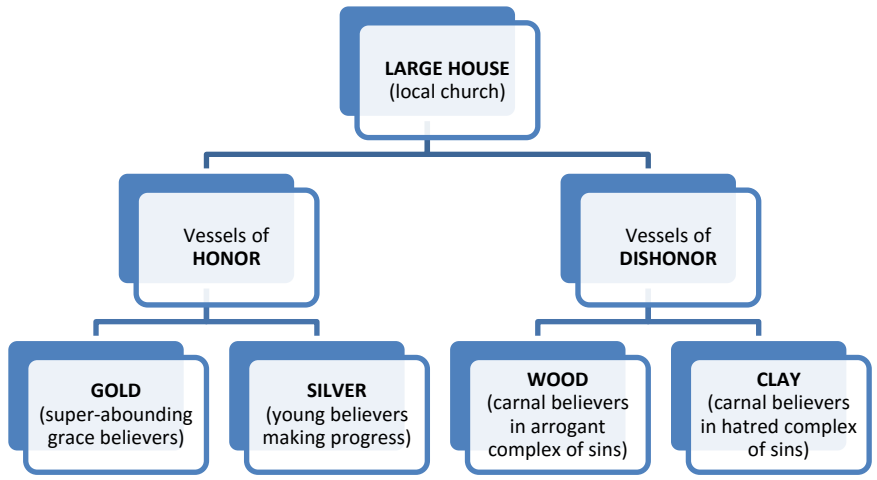 LARGE HOUSE
(local church)
Vessels of
HONOR
Vessels of
DISHONOR
GOLD
(super-abounding
grace believers)
SILVER
(young believers
making progress)
WOOD
(carnal believers
in arrogant
complex of sins)
CLAY
(carnal believers
in hatred complex
of sins)